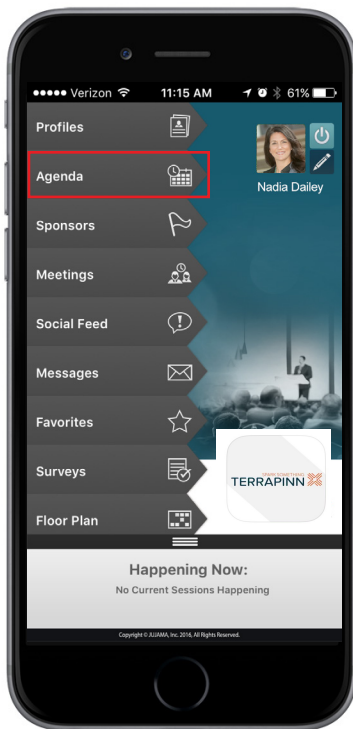 Verizon 11:15 AM 61%
Profiles
Agenda
Nadia Dailey
Sponsors
Meetings
Social Feed
Messages
Favorites
Surveys
TERRAPINN
Floor Plan
Happening Now:
No Current Sessions Happening
Copyright © JUJAMA, Inc. 2016, All Rights Reserved.